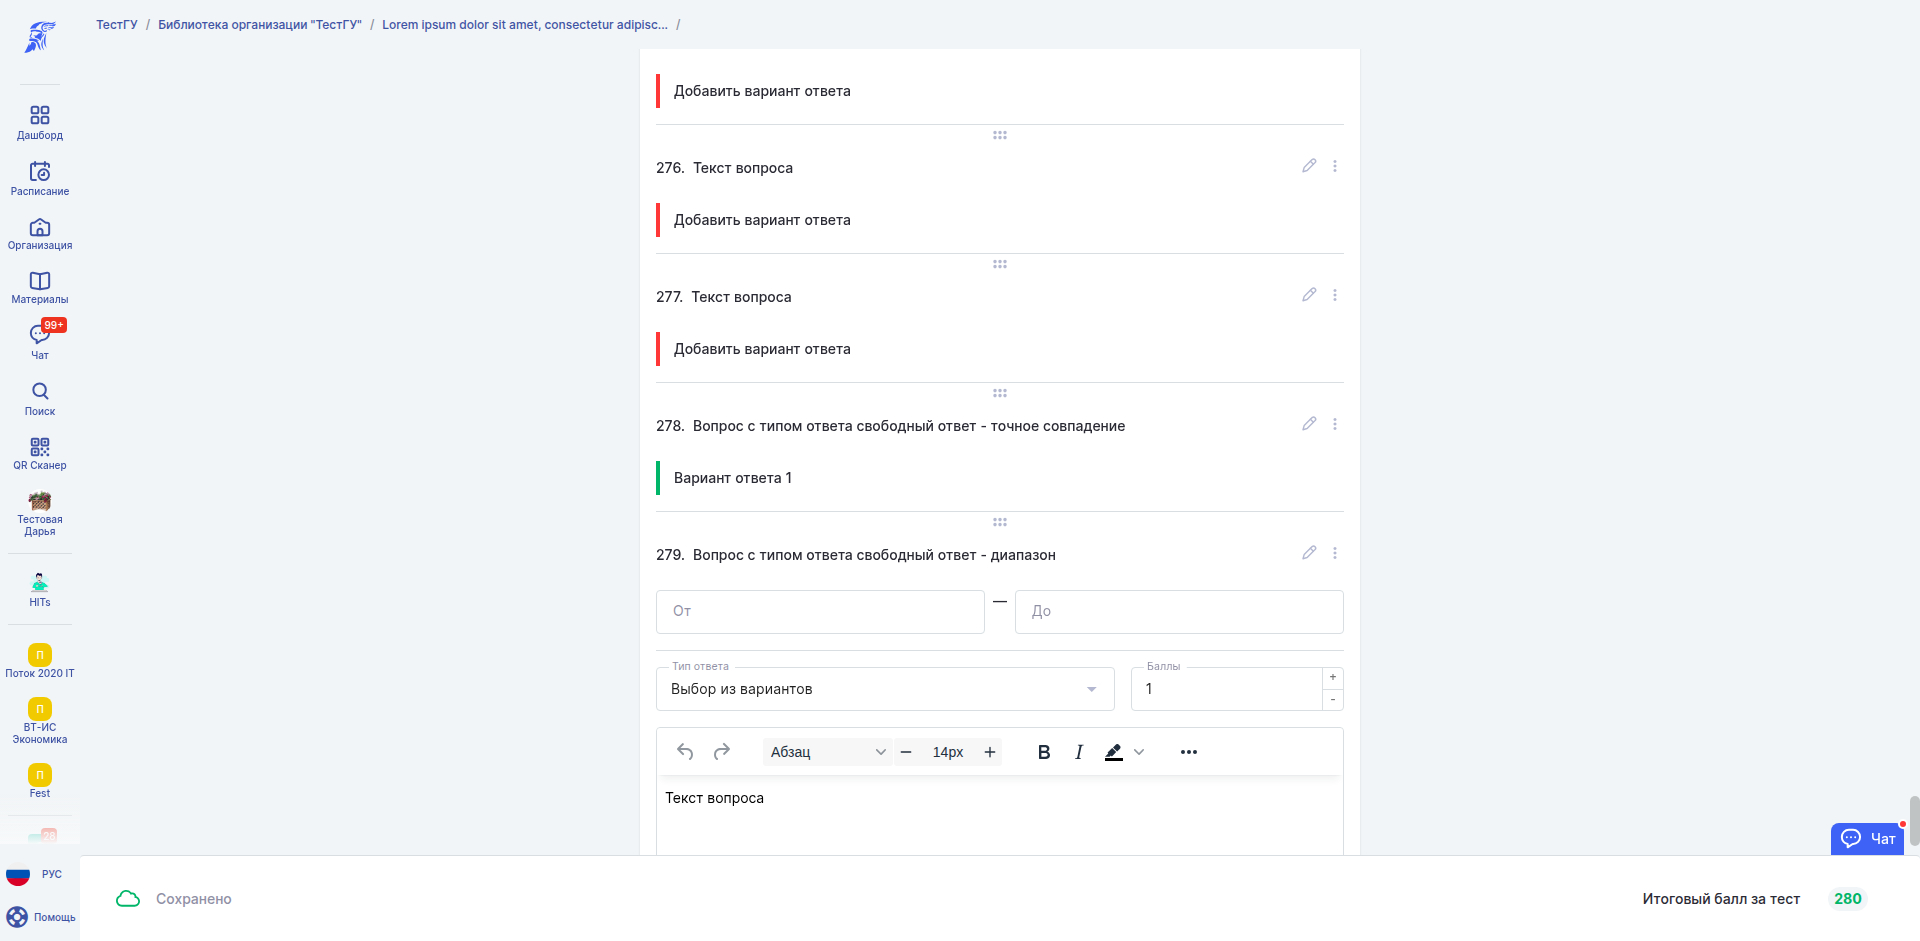 ТестГУ / Библиотека организации "ТестГУ" / Lorem ipsum dolor sit amet, consectetur adipisc... /
Дашборд
Расписание
Организация
Материалы
99+
Чат
Поиск
QR Сканер
Тестовая
Дарья
HITs
П
Поток 2020 IT
П
ВТ-ИС
Экономика
П
Fest
28
РУС
Помощь
Добавить вариант ответа
276. Текст вопроса
Добавить вариант ответа
277. Текст вопроса
Добавить вариант ответа
278. Вопрос с типом ответа свободный ответ - точное совпадение
Вариант ответа 1
279. Вопрос с типом ответа свободный ответ - диапазон
От — До
Тип ответа
Выбор из вариантов
Баллы
1
+
-
Абзац
14px
B I
Текст вопроса
Чат
Сохранено
Итоговый балл за тест 280